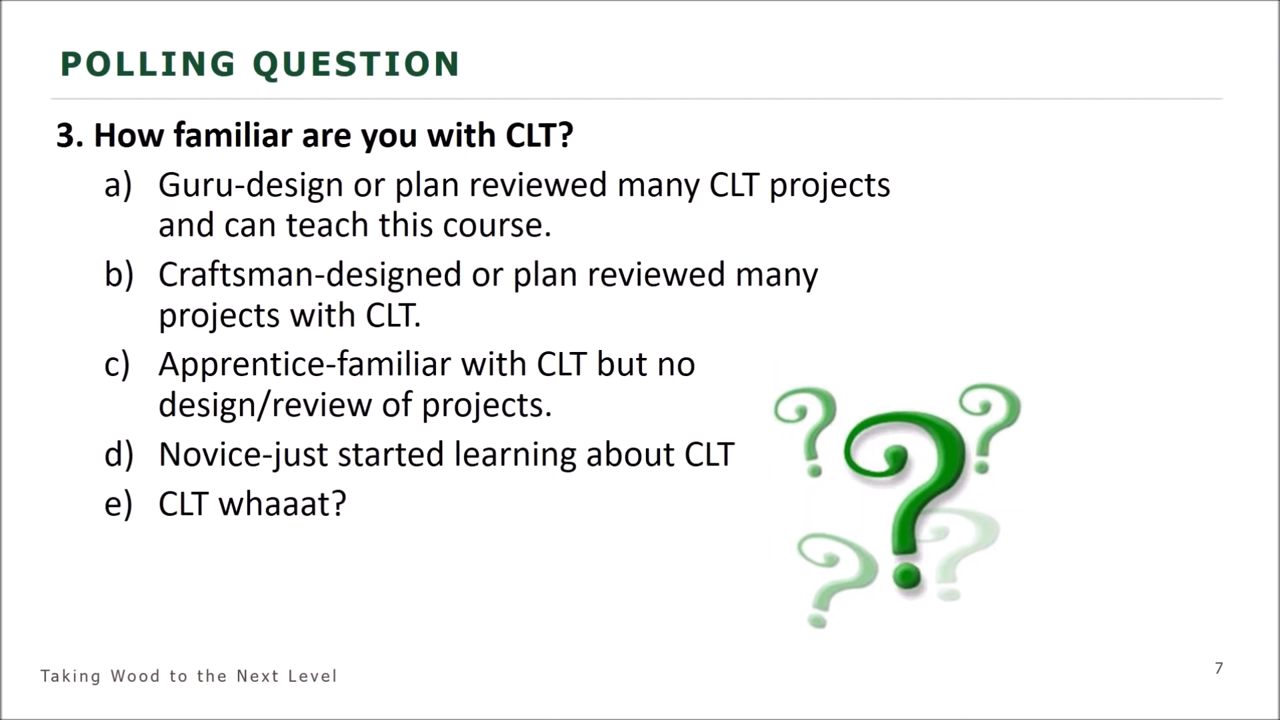 POLLING QUESTION
3. How familiar are you with CLT?
a) Guru-design or plan reviewed many CLT projects
and can teach this course.
b) Craftsman-designed or plan reviewed many
projects with CLT.
c) Apprentice-familiar with CLT but no
design/review of projects.
d) Novice-just started learning about CLT
e) CLT whaaat?
Taking Wood to the Next Level
7